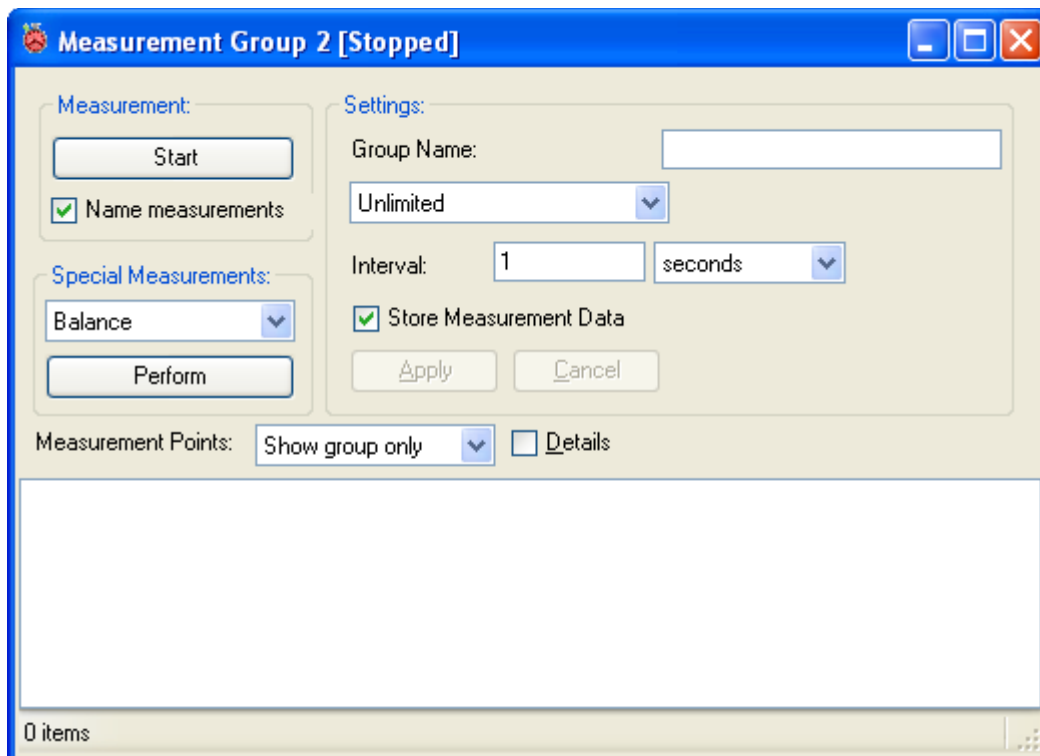 Measurement Group 2 [Stopped]
Measurement:
Start
Name measurements
Special Measurements:
Balance
Perform
Settings:
Group Name:
Unlimited
Interval: 1 seconds
Store Measurement Data
Apply Cancel
Measurement Points: Show group only Details
0 items